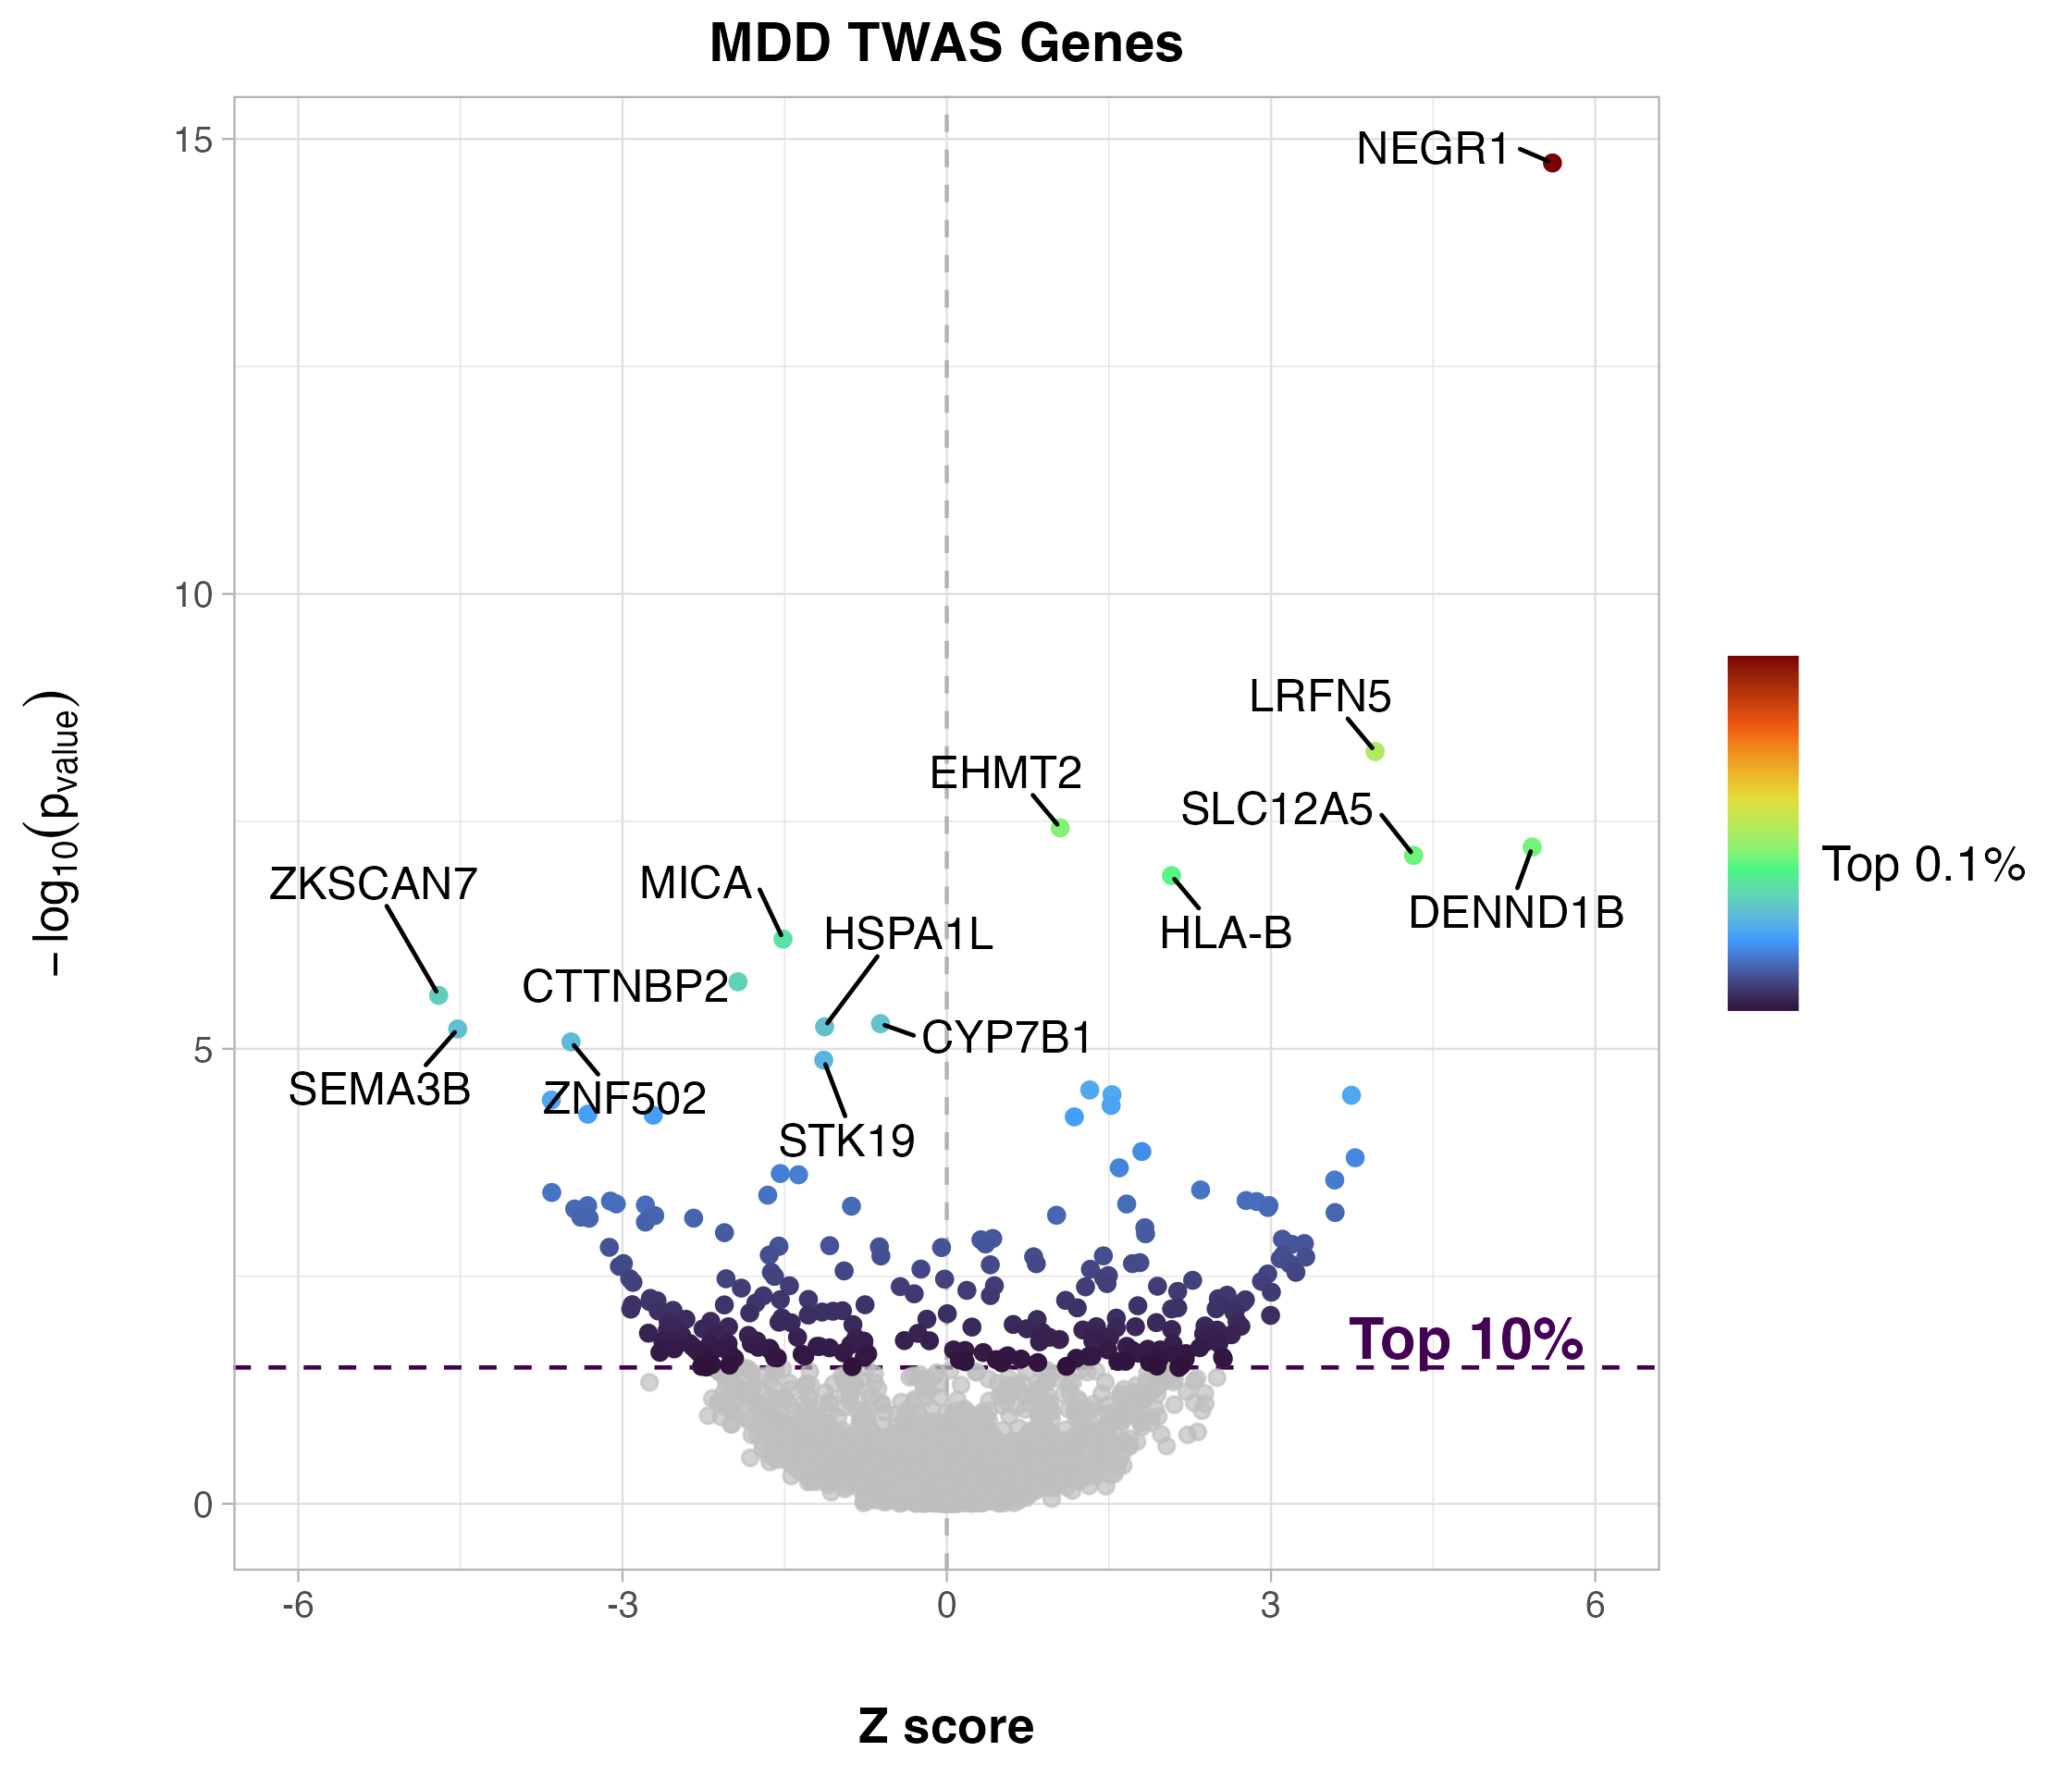 MDD TWAS Genes
15
NEGR1
10
LRFN5
EHMT2
SLC12A5
Top 0.1%
ZKSCAN7
MICA
DENND1B
HSPA1L
HLA-B
CTTNBP2
CYP7B1
5
SEMA3B
ZNF502
STK19
Top 10%
0
-6
-3
0
3
6
−log10(pvalue)
Z score